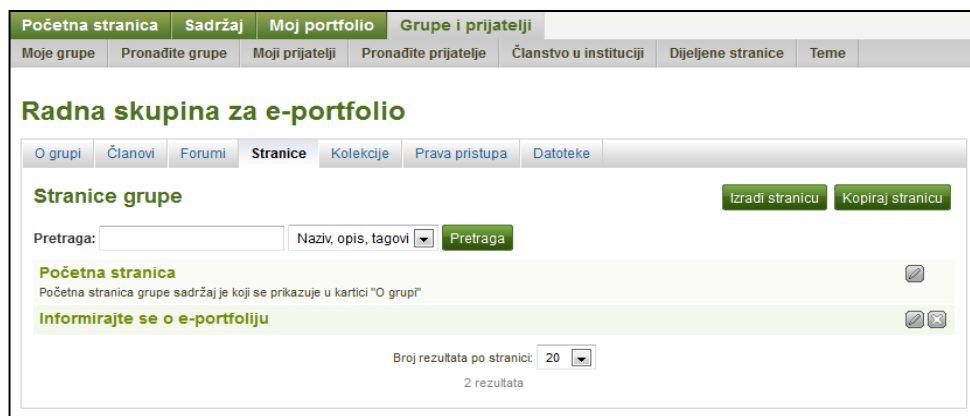 Početna stranica Sadržaj Moj portfolio Grupe i prijatelji
Moje grupe Pronađite grupe Moji prijatelji Pronađite prijatelje Članstvo u instituciji Dijeljene stranice Teme
Radna skupina za e-portfolio
O grupi Članovi Forumi Stranice Kolekcije Prava pristupa Datoteke
Stranice grupe Izradi stranicu Kopiraj stranicu
Pretraga: Naziv, opis, tagovi Pretraga
Početna stranica
Početna stranica grupe sadržaj je koji se prikazuje u kartici "O grupi"
Informirajte se o e-portfoliju
Broj rezultata po stranici: 20
2 rezultata